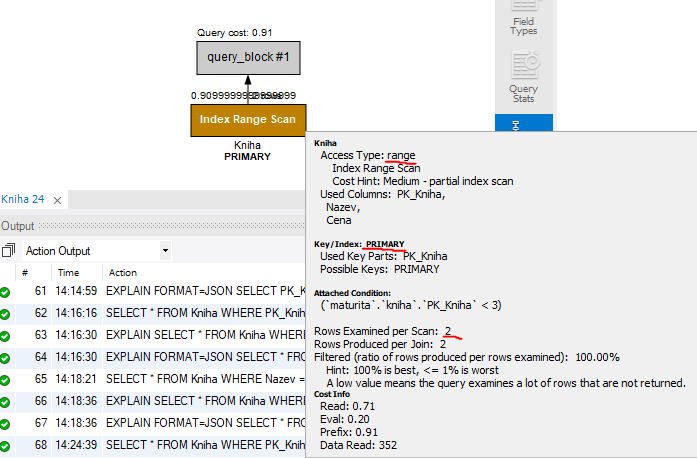 Query cost: 0.91
query_block #1
Index Range Scan
Kniha
PRIMARY
Field
Types
Query
Stats
Kniha
Access Type: range
Index Range Scan
Cost Hint: Medium - partial index scan
Used Columns: PK_Kniha,
Nazev,
Cena
Key/Index: PRIMARY
Used Key Parts: PK_Kniha
Possible Keys: PRIMARY
Attached Condition:
(`maturita`.`kniha`.`PK_Kniha` < 3)
Rows Examined per Scan: 2
Rows Produced per Join: 2
Filtered (ratio of rows produced per rows examined): 100.00%
Hint: 100% is best, <= 1% is worst
A low value means the query examines a lot of rows that are not returned.
Cost Info
Read: 0.71
Eval: 0.20
Prefix: 0.91
Data Read: 352
Kniha 24
Output
Action Output
# Time Action
61 14:14:59 EXPLAIN FORMAT=JSON SELECT PK_K
62 14:16:16 SELECT * FROM Kniha WHERE PK_Knih
63 14:16:30 EXPLAIN SELECT * FROM Kniha WHERE
64 14:16:30 EXPLAIN FORMAT=JSON SELECT * FRO
65 14:18:21 SELECT * FROM Kniha WHERE Nazev =
66 14:18:36 EXPLAIN SELECT * FROM Kniha WHERE
67 14:18:36 EXPLAIN FORMAT=JSON SELECT * FRO
68 14:24:39 SELECT * FROM Kniha WHERE PK_Knih